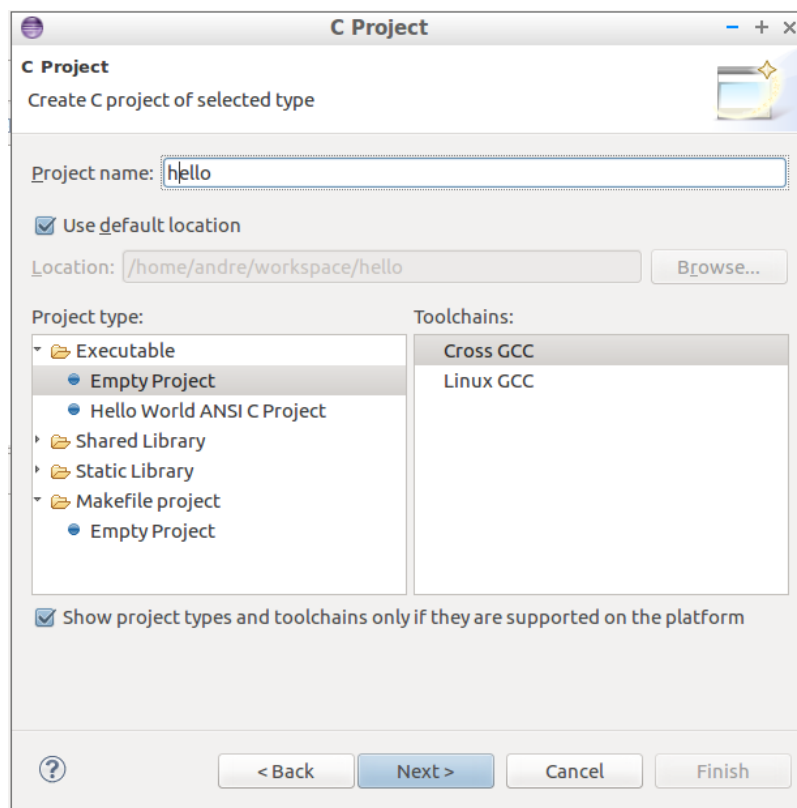 C Project
C Project
Create C project of selected type
Project name: hello
Use default location
Location: /home/andre/workspace/hello Browse...
Project type: Toolchains:
Executable Cross GCC
Empty Project Linux GCC
Hello World ANSI C Project
Shared Library
Static Library
Makefile project
Empty Project
Show project types and toolchains only if they are supported on the platform
? < Back Next > Cancel Finish